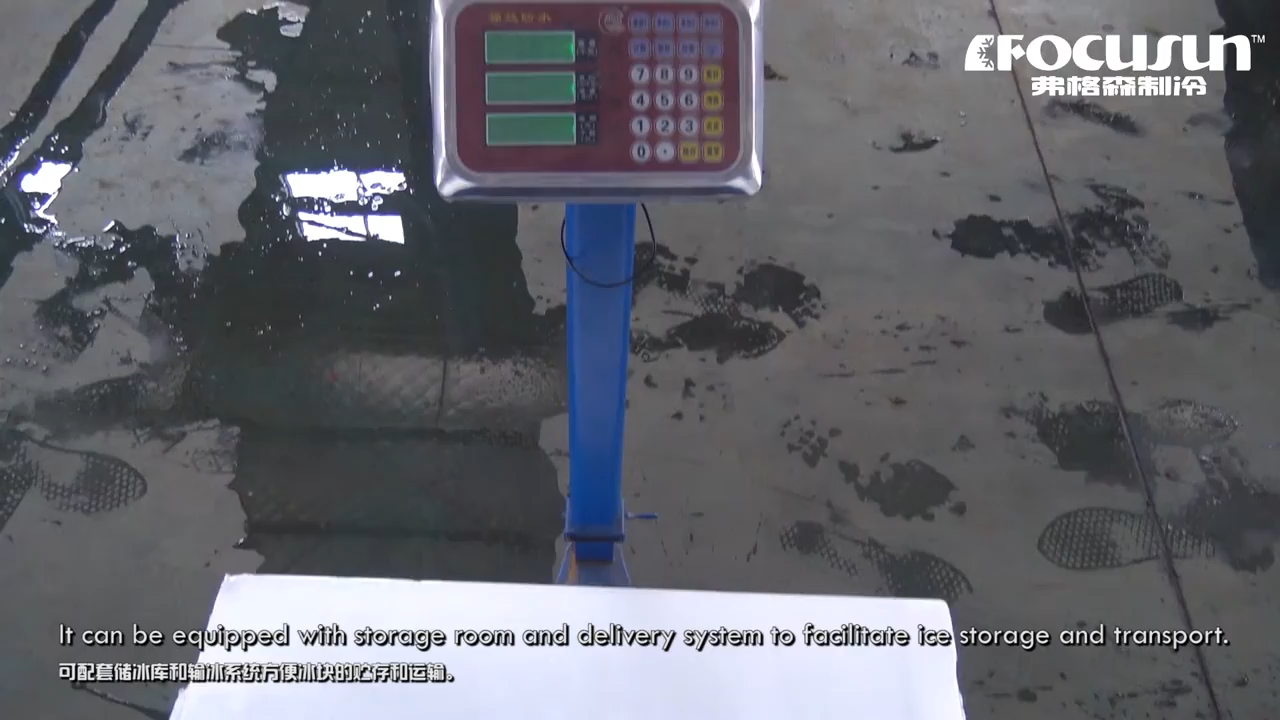 FOCUSUN™
弗格森制冷
7 8 9
4 5 6
1 2 3
0 .
It can be equipped with storage room and delivery system to facilitate ice storage and transport.
可配套储冰库和输冰系统方便冰块的贮存和运输。